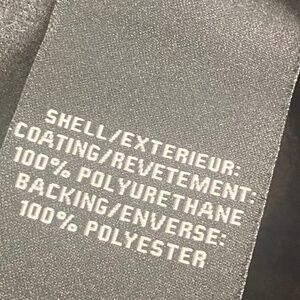 SHELL/EXTERIEUR:
COATING/REVETEMENT:
100% POLYURETHANE
BACKING/ENVERSE:
100% POLYESTER